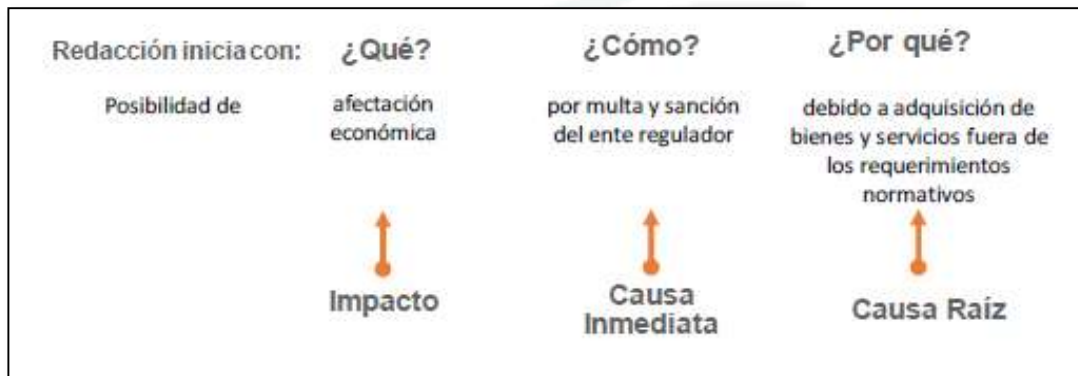 Redacción inicia con:
¿Qué?
¿Cómo?
¿Por qué?
Posibilidad de
afectación
económica
por multa y sanción
del ente regulador
debido a adquisición de
bienes y servicios fuera de
los requerimientos
normativos
Impacto
Causa
Inmediata
Causa Raíz